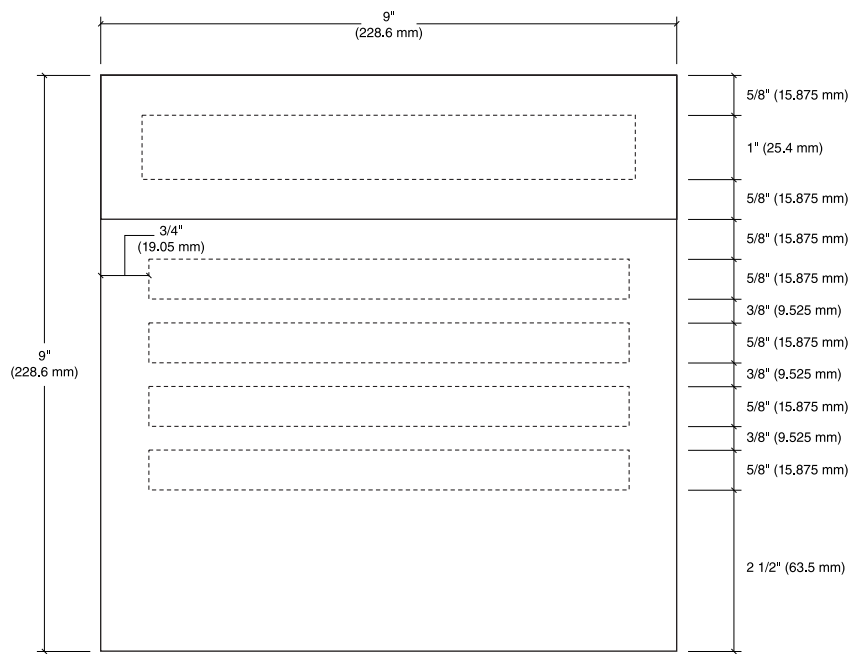 9"
(228.6 mm)
5/8" (15.875 mm)
1" (25.4 mm)
5/8" (15.875 mm)
5/8" (15.875 mm)
3/4"
(19.05 mm)
5/8" (15.875 mm)
3/8" (9.525 mm)
5/8" (15.875 mm)
9"
(228.6 mm)
3/8" (9.525 mm)
5/8" (15.875 mm)
3/8" (9.525 mm)
5/8" (15.875 mm)
2 1/2" (63.5 mm)